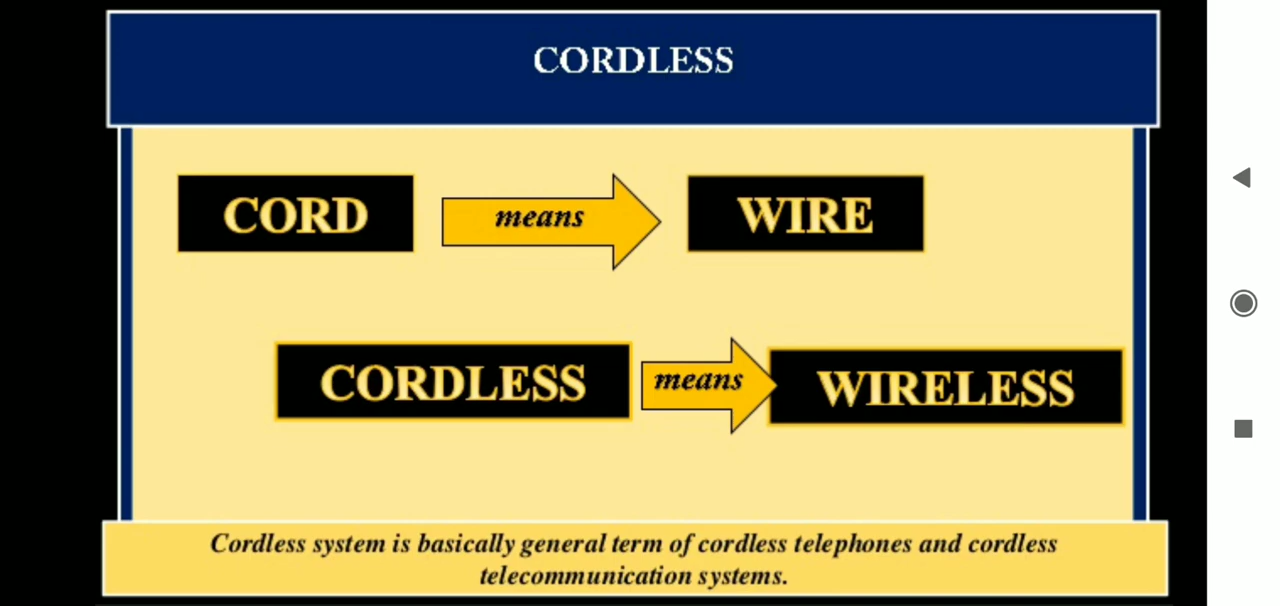 CORDLESS
CORD
means
WIRE
CORDLESS
means
WIRELESS
Cordless system is basically general term of cordless telephones and cordless
telecommunication systems.